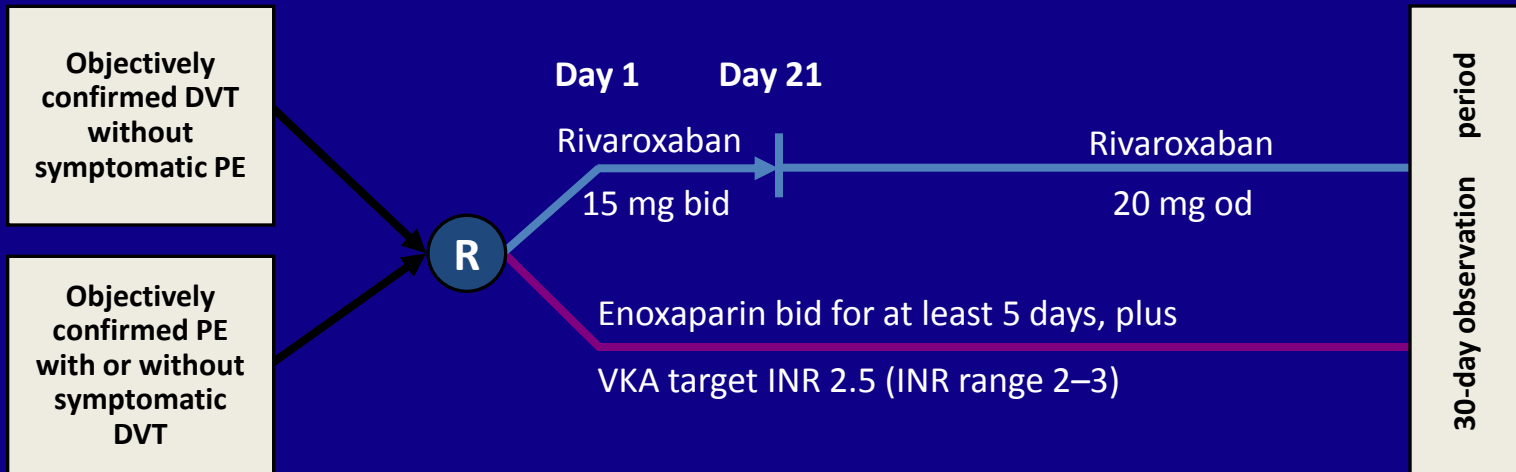 Objectively
confirmed DVT
without
symptomatic PE
Objectively
confirmed PE
with or without
symptomatic
DVT
R
Day 1 Day 21
Rivaroxaban
15 mg bid
Rivaroxaban
20 mg od
Enoxaparin bid for at least 5 days, plus
VKA target INR 2.5 (INR range 2–3)
30-day observation period